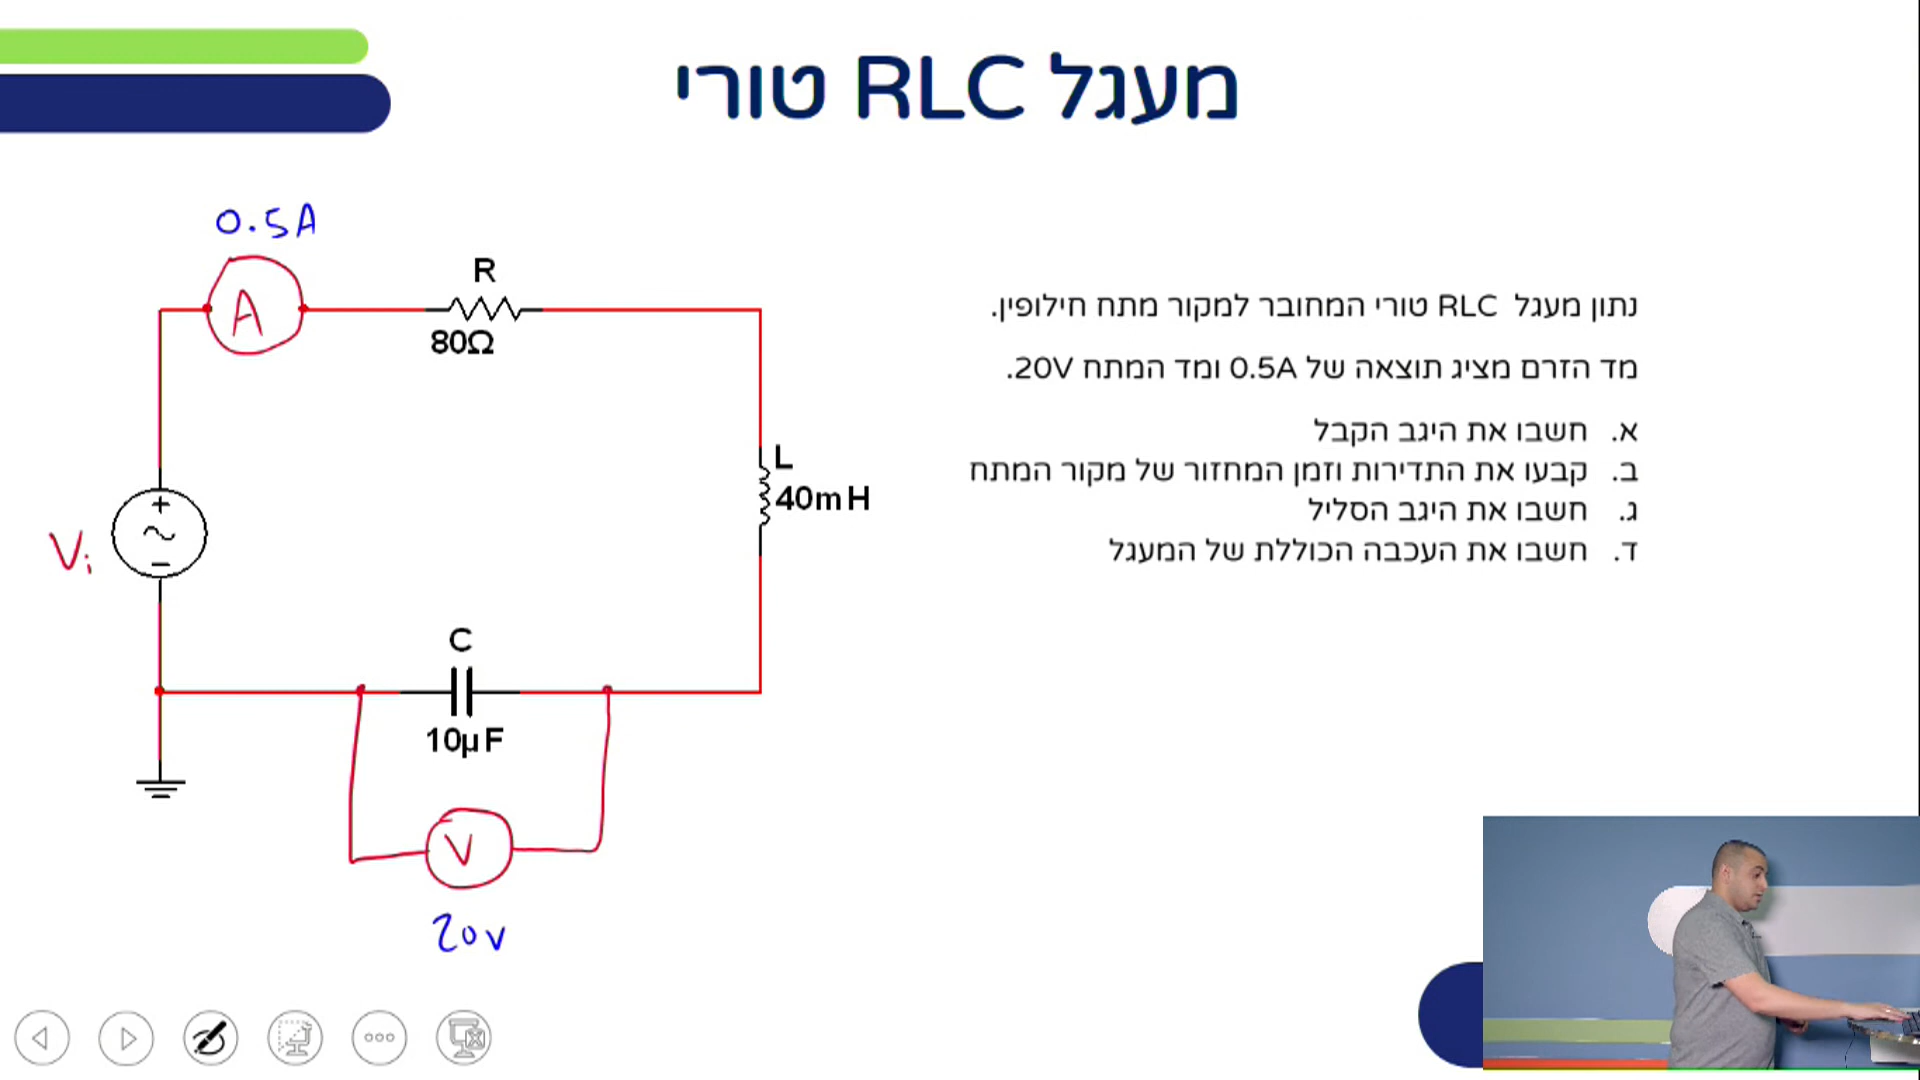 מעגל RLC טורי
0.5A
A
R
80Ω
L
40mH
Vi
C
10µF
V
20v
נתון מעגל RLC טורי המחובר למקור מתח חילופין.
מד הזרם מציג תוצאה של 0.5A ומד המתח 20V.
א. חשבו את היגב הקבל
ב. קבעו את התדירות וזמן המחזור של מקור המתח
ג. חשבו את היגב הסליל
ד. חשבו את העכבה הכוללת של המעגל